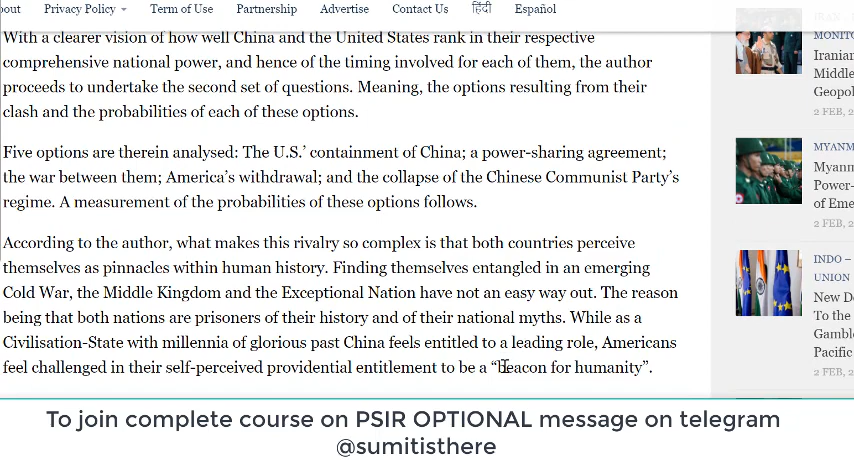 bout Privacy Policy Term of Use Partnership Advertise Contact Us हिंदी Español
With a clearer vision of how well China and the United States rank in their respective
comprehensive national power, and hence of the timing involved for each of them, the author
proceeds to undertake the second set of questions. Meaning, the options resulting from their
clash and the probabilities of each of these options.
Five options are therein analysed: The U.S.’ containment of China; a power-sharing agreement;
the war between them; America’s withdrawal; and the collapse of the Chinese Communist Party’s
regime. A measurement of the probabilities of these options follows.
According to the author, what makes this rivalry so complex is that both countries perceive
themselves as pinnacles within human history. Finding themselves entangled in an emerging
Cold War, the Middle Kingdom and the Exceptional Nation have not an easy way out. The reason
being that both nations are prisoners of their history and of their national myths. While as a
Civilisation-State with millennia of glorious past China feels entitled to a leading role, Americans
feel challenged in their self-perceived providential entitlement to be a “beacon for humanity”.
IRAN
MONITO
Iranian
Middle
Geopol
2 FEB, 2
MYANM
Myanm
Power-
of Eme
2 FEB, 2
INDO –
UNION
New De
To the
Gamble
Pacific
2 FEB, 2
To join complete course on PSIR OPTIONAL message on telegram
@sumitisthere